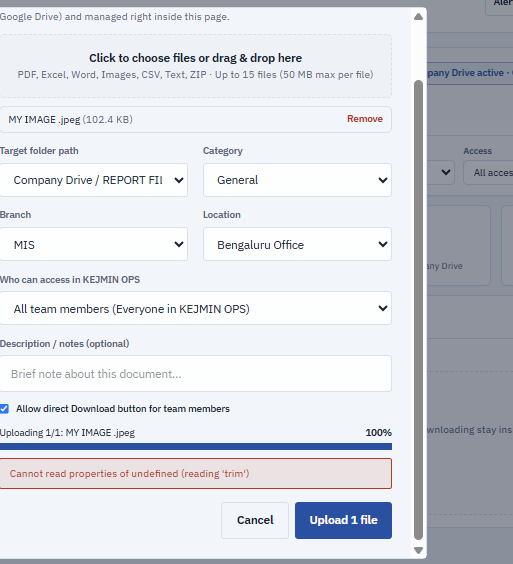 Google Drive) and managed right inside this page.
Click to choose files or drag & drop here
PDF, Excel, Word, Images, CSV, Text, ZIP · Up to 15 files (50 MB max per file)
MY IMAGE .jpeg (102.4 KB) Remove
Target folder path Category
Company Drive / REPORT FIL General
Branch Location
MIS Bengaluru Office
Who can access in KEJMIN OPS
All team members (Everyone in KEJMIN OPS)
Description / notes (optional)
Brief note about this document...
Allow direct Download button for team members
Uploading 1/1: MY IMAGE .jpeg 100%
Cannot read properties of undefined (reading 'trim')
Cancel Upload 1 file
Aler
pany Drive active ·
Access
All acces
any Drive
wnloading stay ins